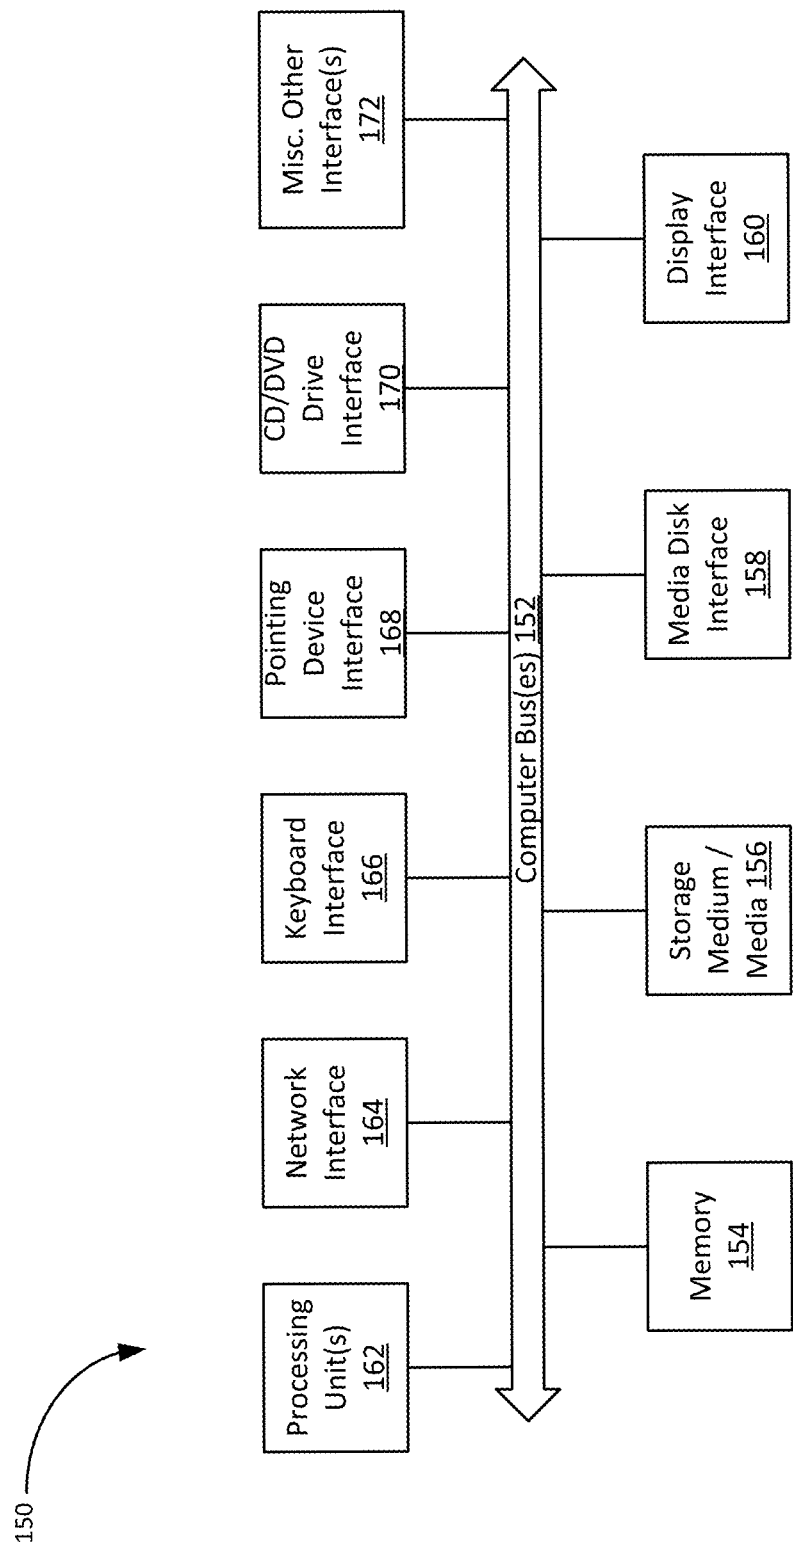 150
Processing
Unit(s)
162
Network
Interface
164
Keyboard
Interface
166
Pointing
Device
Interface
168
CD/DVD
Drive
Interface
170
Misc. Other
Interface(s)
172
Computer Bus(es) 152
Memory
154
Storage
Medium /
Media 156
Media Disk
Interface
158
Display
Interface
160